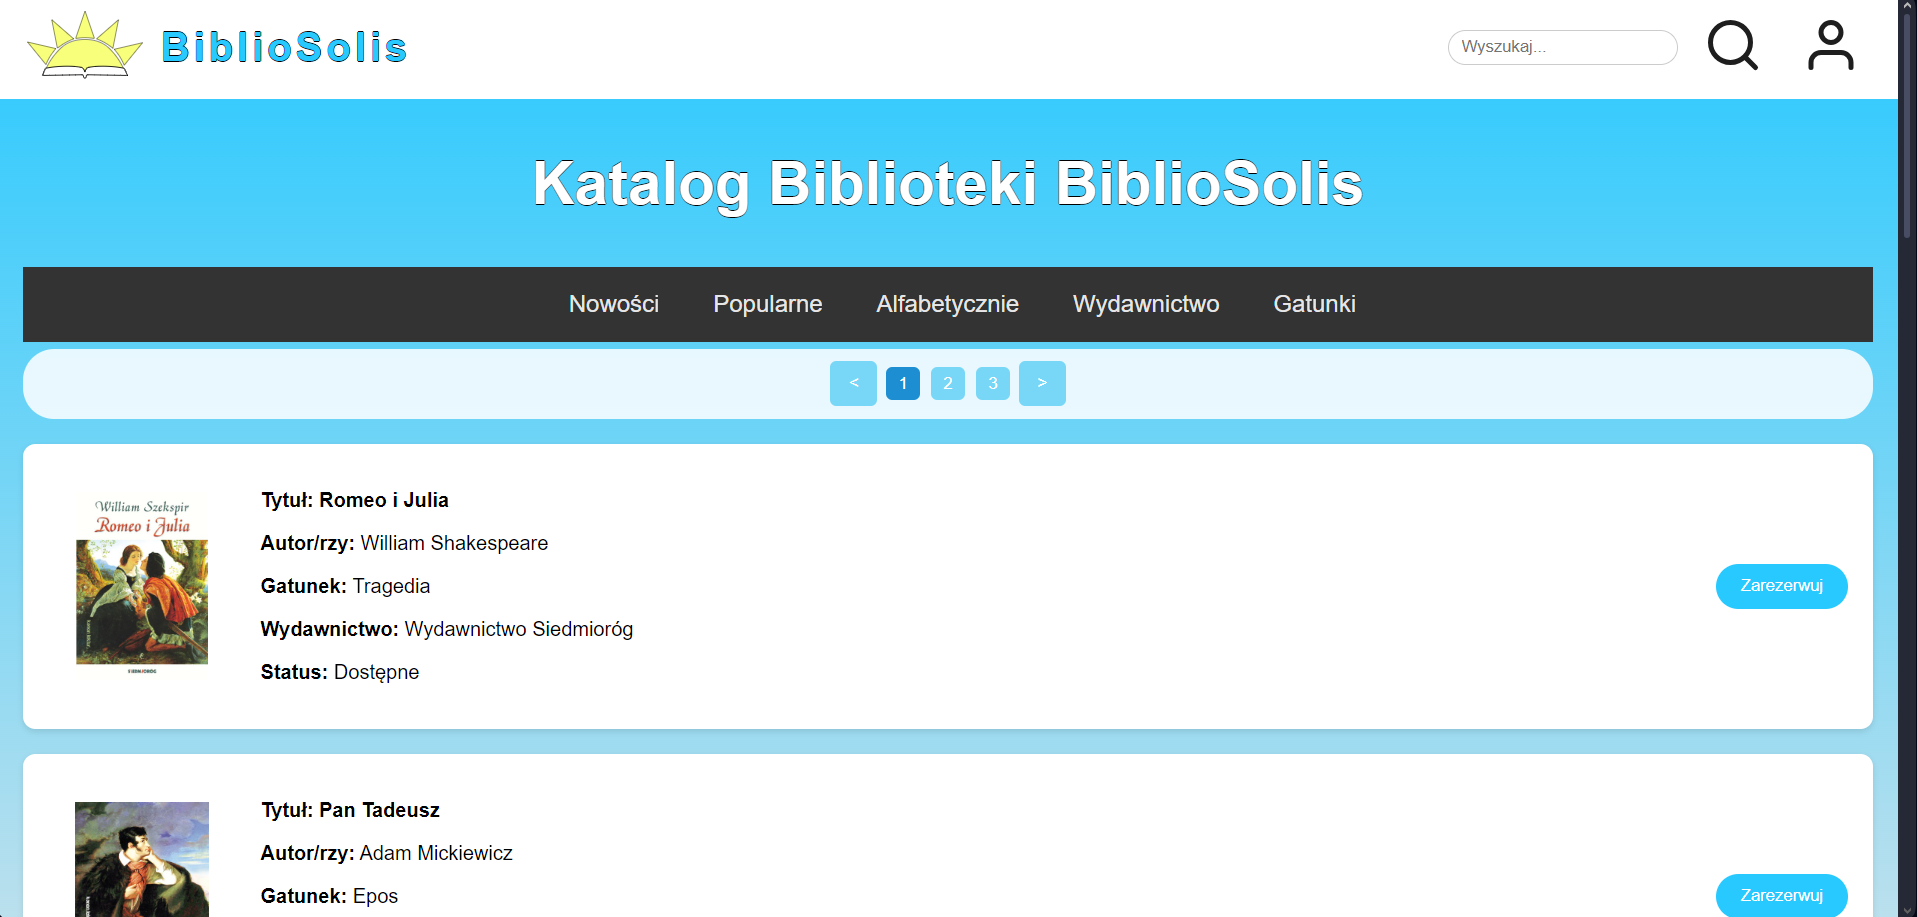 BiblioSolis
Wyszukaj...
Katalog Biblioteki BiblioSolis
Nowości Popularne Alfabetycznie Wydawnictwo Gatunki
< 1 2 3 >
William Szekspir
Romeo i Julia
SIEDMIORÓG
Tytuł: Romeo i Julia
Autor/rzy: William Shakespeare
Gatunek: Tragedia
Wydawnictwo: Wydawnictwo Siedmioróg
Status: Dostępne
Zarezerwuj
Tytuł: Pan Tadeusz
Autor/rzy: Adam Mickiewicz
Gatunek: Epos
Zarezerwuj